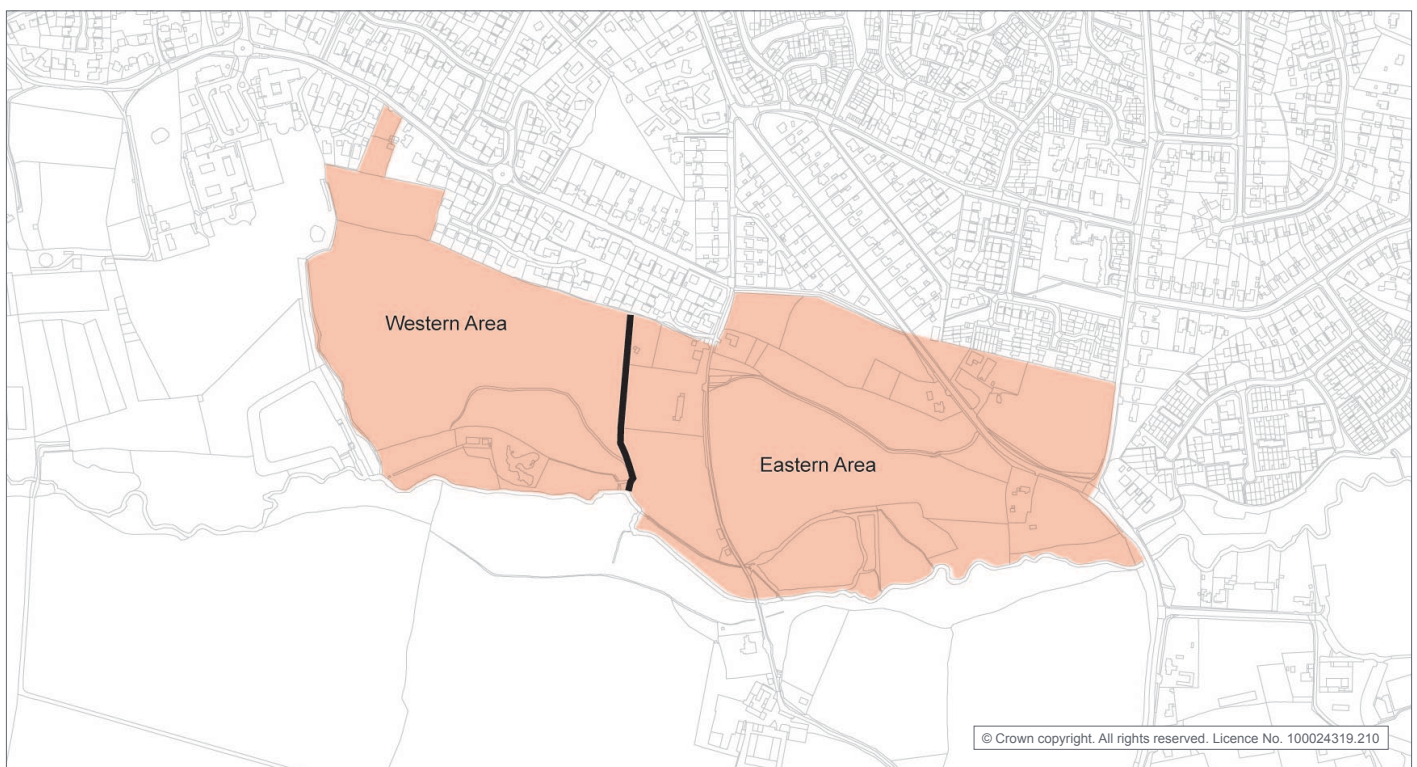 Western Area
Eastern Area
© Crown copyright. All rights reserved. Licence No. 100024319.210